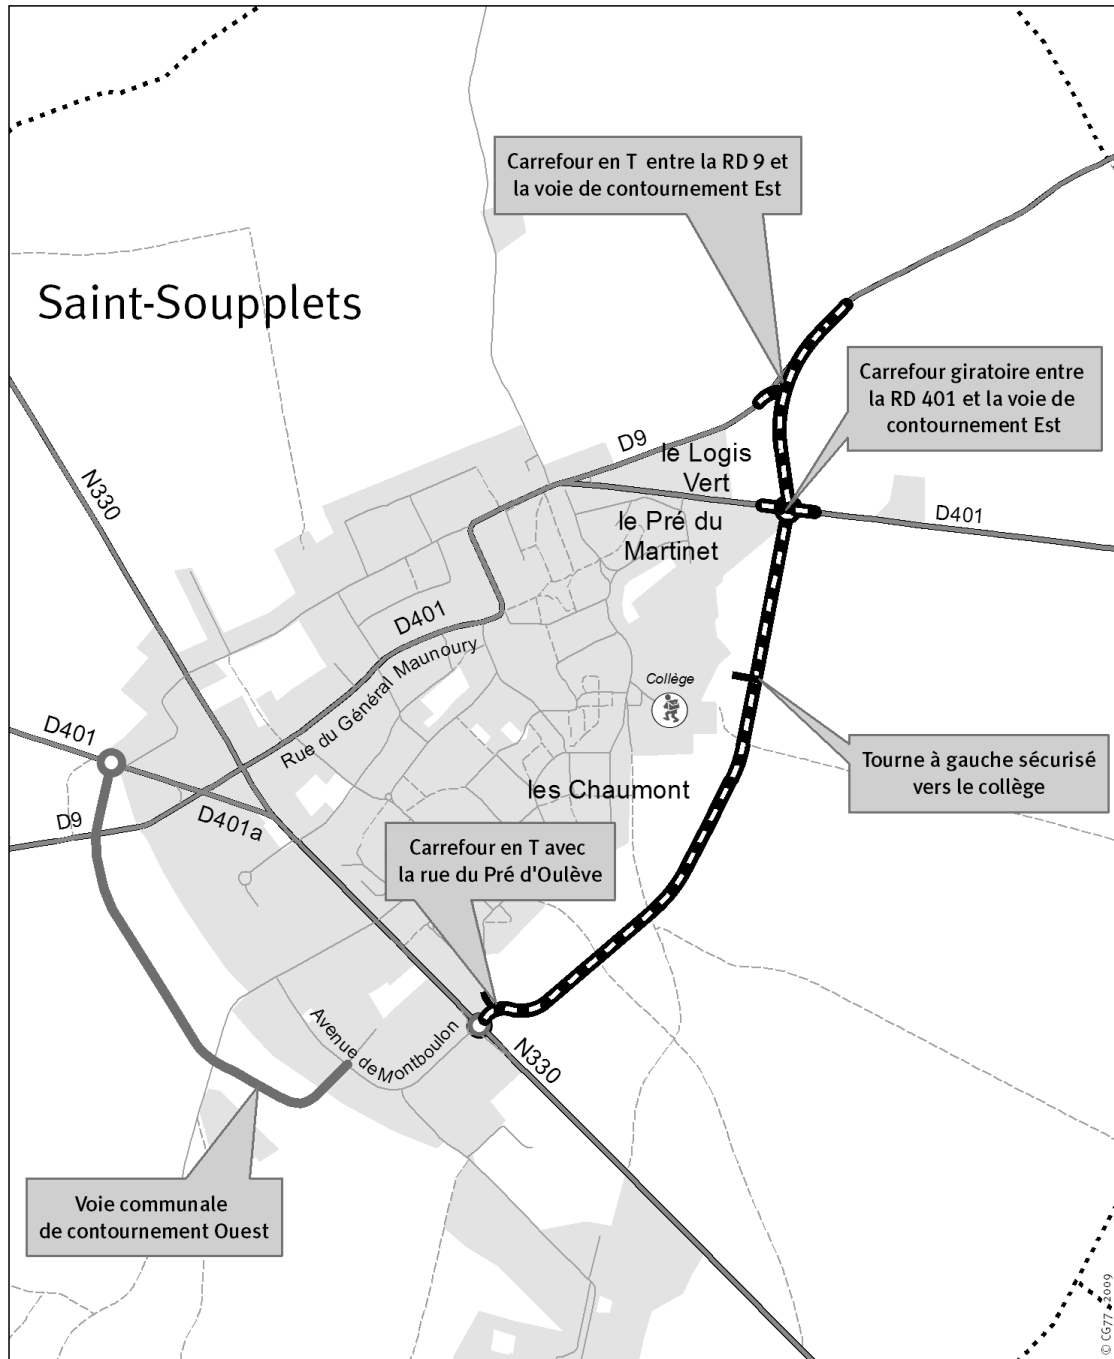 Carrefour en T entre la RD 9 et
la voie de contournement Est
Saint-Soupplets
Carrefour giratoire entre
la RD 401 et la voie de
contournement Est
D9
le Logis
Vert
N330
D401
le Pré du
Martinet
D401
Rue du Général Maunoury
Collège
D401
Tourne à gauche sécurisé
vers le collège
les Chaumont
D9
D401a
Carrefour en T avec
la rue du Pré d'Oulève
Avenue de Montboulon
N330
Voie communale
de contournement Ouest
© CG77 - 2009